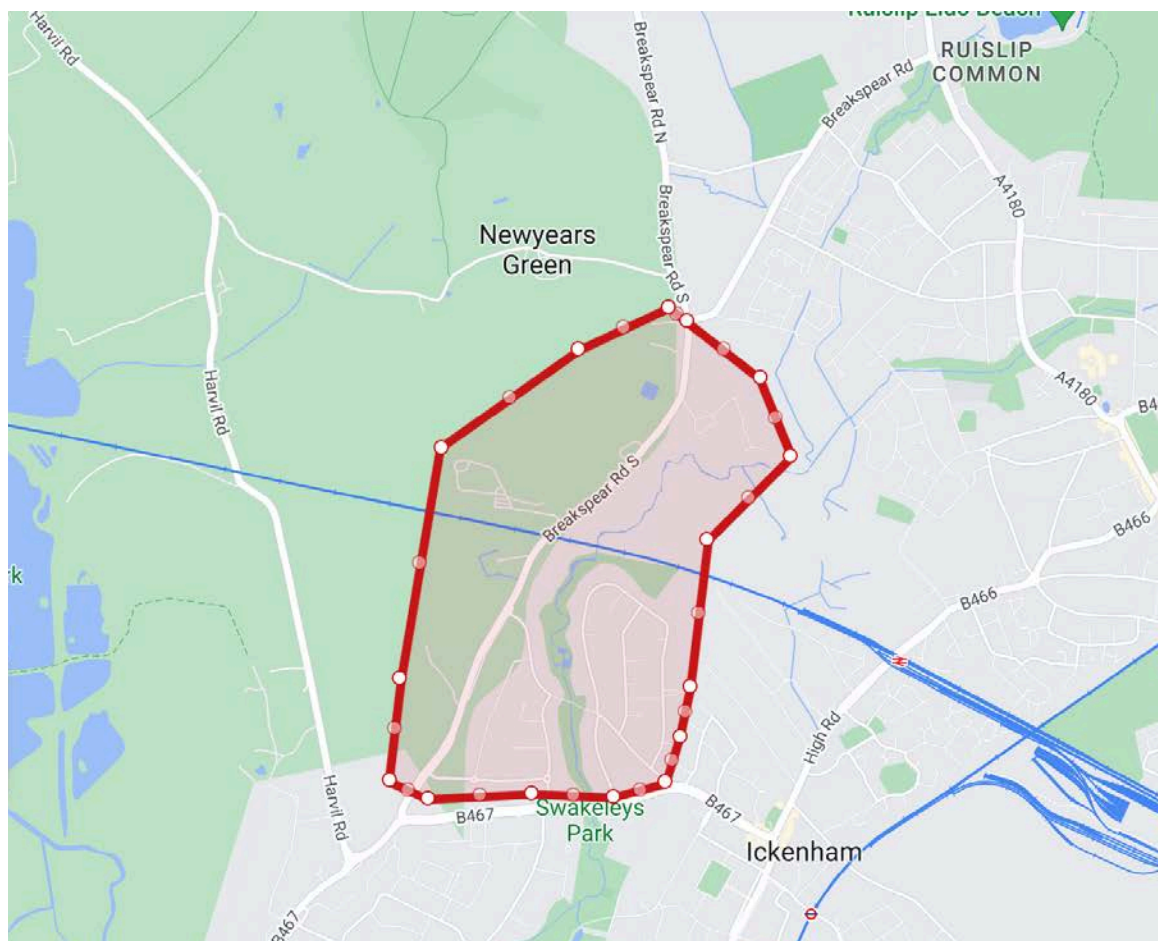 Ruislip Lido Beach
Harvil Rd
RUISLIP
COMMON
Breakspear Rd N
Breakspear Rd
A4180
Newyears
Green
Breakspear Rd S
Harvil Rd
A4180
B4
Breakspear Rd S
B466
rk
B466
High Rd
Harvil Rd
B467
Swakeleys
Park
B467
Ickenham
B467